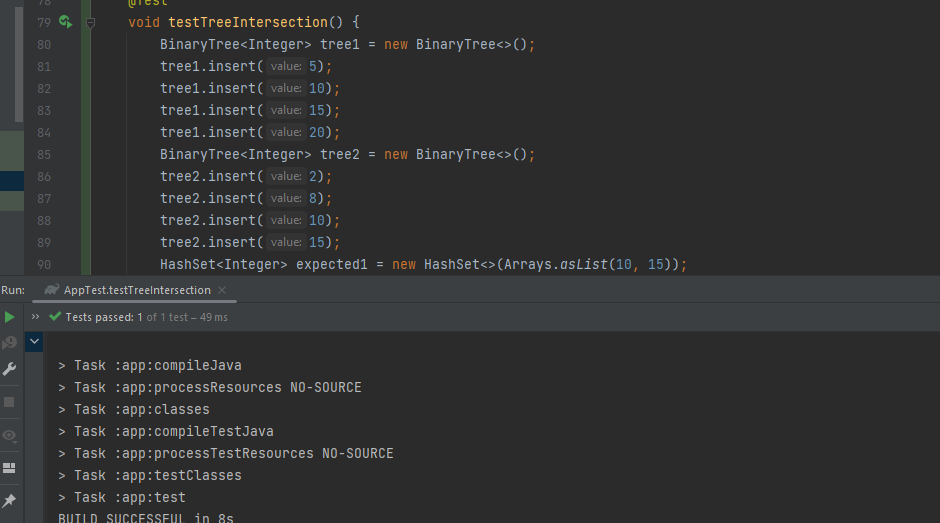 78 @Test
79 void testTreeIntersection() {
80 BinaryTree<Integer> tree1 = new BinaryTree<>();
81 tree1.insert( value: 5);
82 tree1.insert( value: 10);
83 tree1.insert( value: 15);
84 tree1.insert( value: 20);
85 BinaryTree<Integer> tree2 = new BinaryTree<>();
86 tree2.insert( value: 2);
87 tree2.insert( value: 8);
88 tree2.insert( value: 10);
89 tree2.insert( value: 15);
90 HashSet<Integer> expected1 = new HashSet<>(Arrays.asList(10, 15));
Run: AppTest.testTreeIntersection ×
›› Tests passed: 1 of 1 test – 49 ms
> Task :app:compileJava
> Task :app:processResources NO-SOURCE
> Task :app:classes
> Task :app:compileTestJava
> Task :app:processTestResources NO-SOURCE
> Task :app:testClasses
> Task :app:test
BUILD SUCCESSFUL in 8s